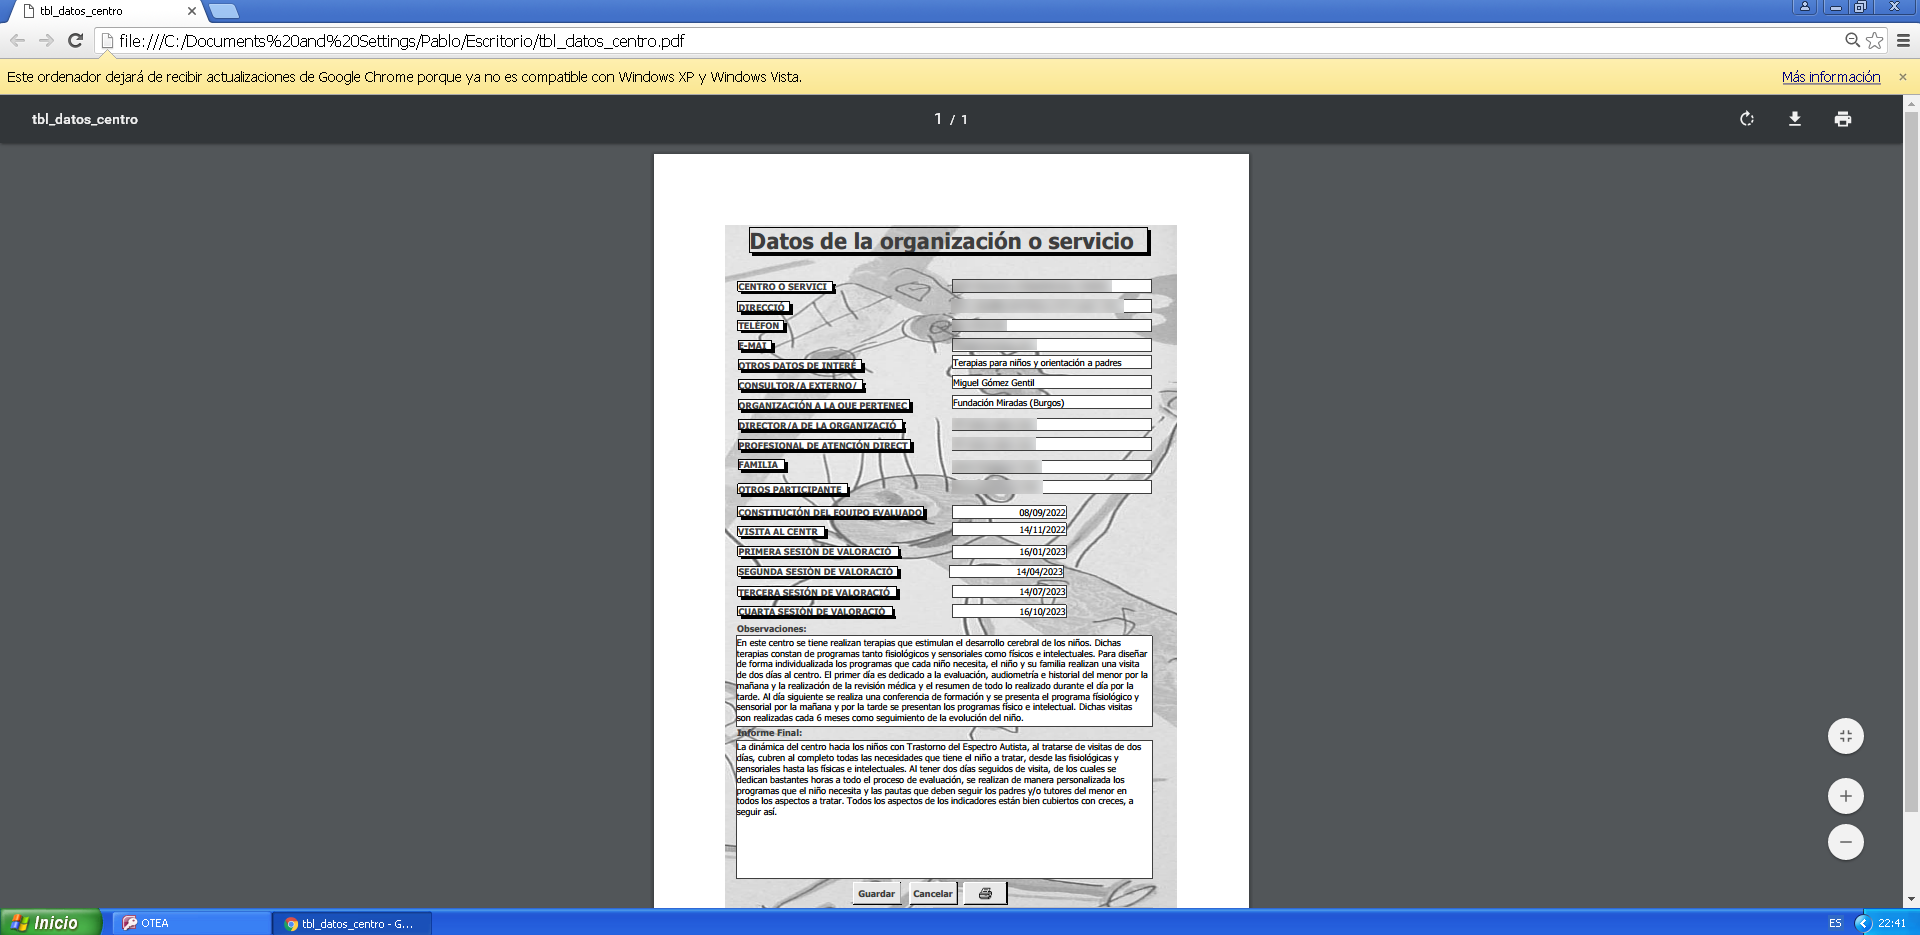 tbl_datos_centro
file:///C:/Documents%20and%20Settings/Pablo/Escritorio/tbl_datos_centro.pdf
Este ordenador dejará de recibir actualizaciones de Google Chrome porque ya no es compatible con Windows XP y Windows Vista.
Más información
tbl_datos_centro
1 / 1
Datos de la organización o servicio
CENTRO O SERVICI
DIRECCIÓ
TELÉFON
E-MAI
OTROS DATOS DE INTERÉ Terapias para niños y orientación a padres
CONSULTOR/A EXTERNO/ Miguel Gómez Gentil
ORGANIZACIÓN A LA QUE PERTENEC Fundación Miradas (Burgos)
DIRECTOR/A DE LA ORGANIZACIÓ
PROFESIONAL DE ATENCIÓN DIRECT
FAMILIA
OTROS PARTICIPANTE
CONSTITUCIÓN DEL EQUIPO EVALUADO 08/09/2022
VISITA AL CENTR 14/11/2022
PRIMERA SESIÓN DE VALORACIÓ 16/01/2023
SEGUNDA SESIÓN DE VALORACIÓ 14/04/2023
TERCERA SESIÓN DE VALORACIÓ 14/07/2023
CUARTA SESIÓN DE VALORACIÓ 16/10/2023
Observaciones:
En este centro se tiene realizan terapias que estimulan el desarrollo cerebral de los niños. Dichas
terapias constan de programas tanto fisiológicos y sensoriales como físicos e intelectuales. Para diseñar
de forma individualizada los programas que cada niño necesita, el niño y su familia realizan una visita
de dos días al centro. El primer día es dedicado a la evaluación, audiometría e historial del menor por la
mañana y la realización de la revisión médica y el resumen de todo lo realizado durante el día por la
tarde. Al día siguiente se realiza una conferencia de formación y se presenta el programa físiológico y
sensorial por la mañana y por la tarde se presentan los programas físico e intelectual. Dichas visitas
son realizadas cada 6 meses como seguimiento de la evolución del niño.
Informe Final:
La dinámica del centro hacia los niños con Trastorno del Espectro Autista, al tratarse de visitas de dos
días, cubren al completo todas las necesidades que tiene el niño a tratar, desde las fisiológicas y
sensoriales hasta las físicas e intelectuales. Al tener dos días seguidos de visita, de los cuales se
dedican bastantes horas a todo el proceso de evaluación, se realizan de manera personalizada los
programas que el niño necesita y las pautas que deben seguir los padres y/o tutores del menor en
todos los aspectos a tratar. Todos los aspectos de los indicadores están bien cubiertos con creces, a
seguir así.
Guardar Cancelar
Inicio OTEA tbl_datos_centro - G... ES 22:41